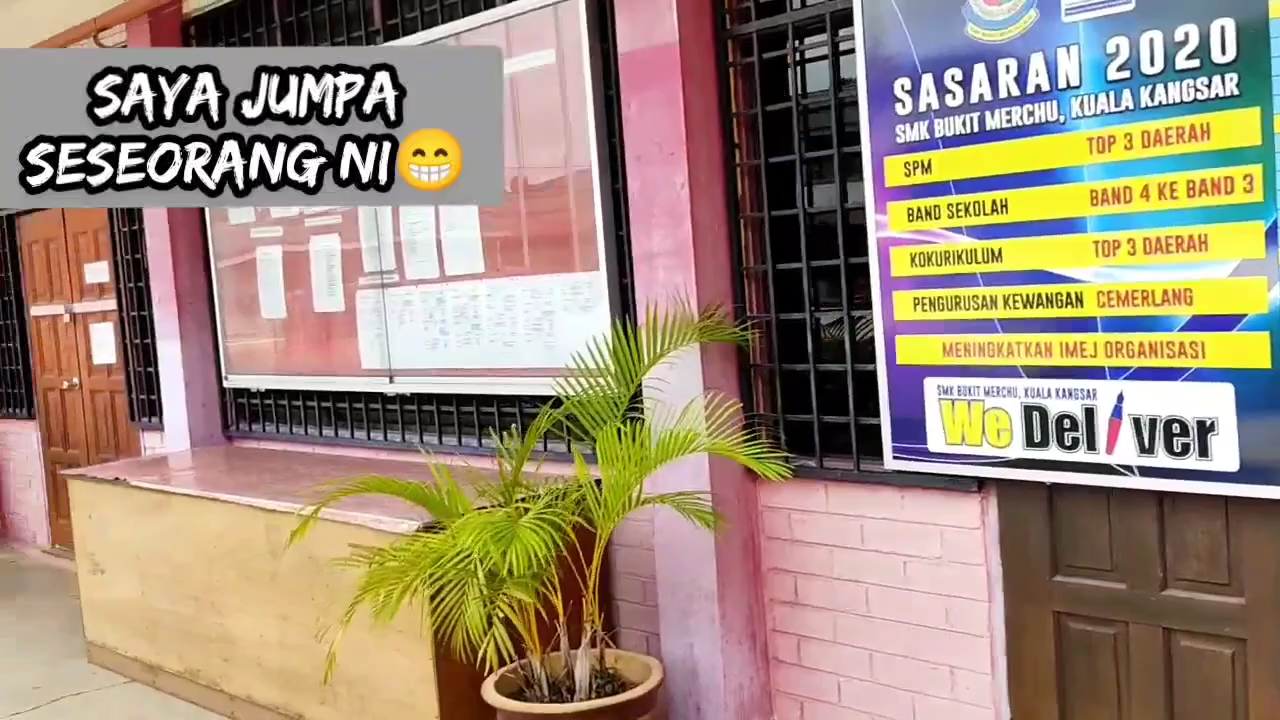 SAYA JUMPA
SESEORANG NI😁
SASARAN 2020
SMK BUKIT MERCHU, KUALA KANGSAR
SPM TOP 3 DAERAH
BAND SEKOLAH BAND 4 KE BAND 3
KOKURIKULUM TOP 3 DAERAH
PENGURUSAN KEWANGAN CEMERLANG
MENINGKATKAN IMEJ ORGANISASI
SMK BUKIT MERCHU, KUALA KANGSAR
We Deliver